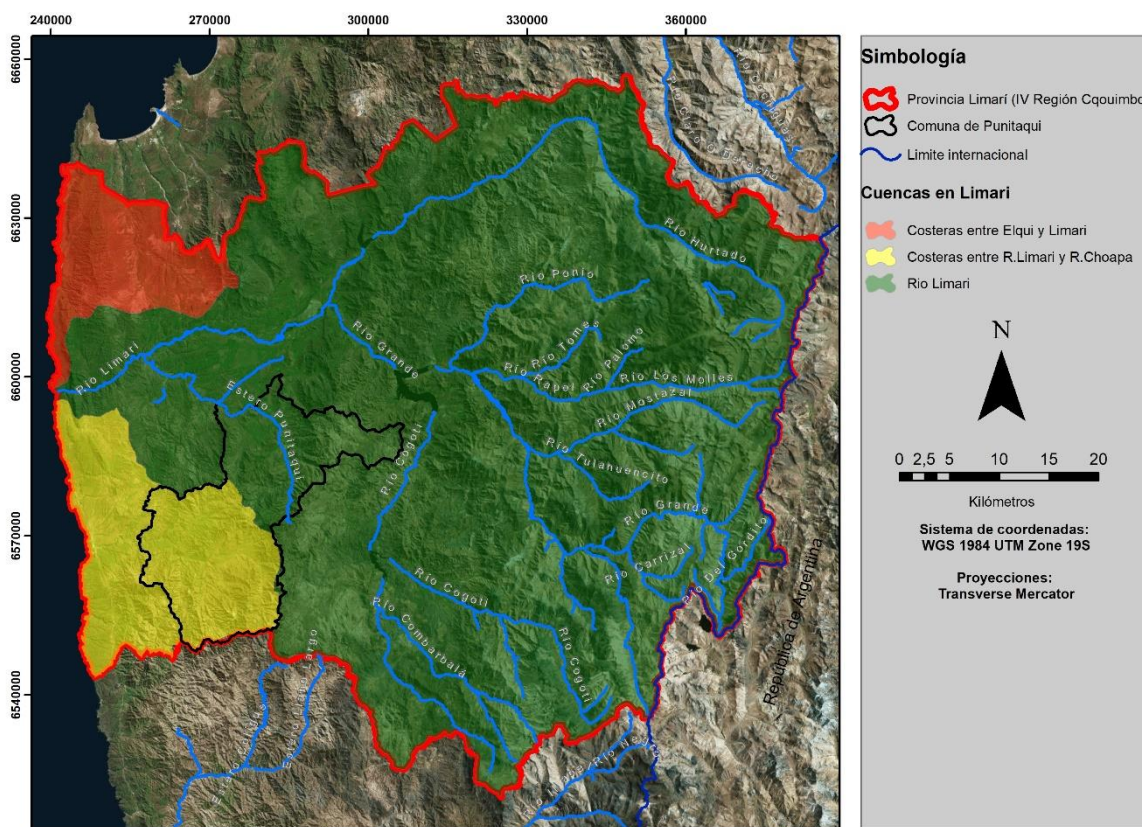 240000
270000
300000
330000
360000
6660000
6630000
6600000
6570000
6540000
Río Hurtado
Río Ponio
Río Tomes
Río Palomo
Río Rapel
Río Los Molles
Río Mostazal
Río Grande
Río Limarí
Estero Punitaqui
Río Cogotí
Río Tulahuencito
Río Grande
Río Carrizal
Río Del Gordito
Río Cogotí
Río Combarbalá
Río Cogoti
República de Argentina
Simbología
Provincia Limarí (IV Región Cqouimbo
Comuna de Punitaqui
Limite internacional
Cuencas en Limari
Costeras entre Elqui y Limari
Costeras entre R.Limari y R.Choapa
Rio Limari
N
0 2,5 5 10 15 20
Kilómetros
Sistema de coordenadas:
WGS 1984 UTM Zone 19S
Proyecciones:
Transverse Mercator